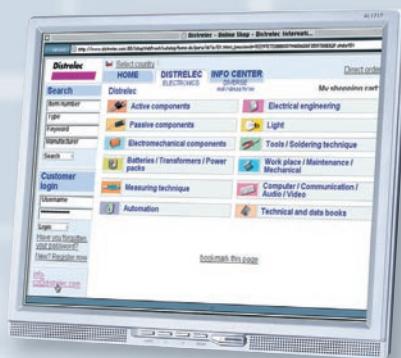 AL1717
Distrelec - Online Shop - Distrelec
Distrelec
Select country
HOME
DISTRELEC
ELECTRONICS
INFO CENTER
DIVERSE
Direct order
My shopping cart
Search
Item number
Type
Keyword
Manufacturer
Search
Customer
login
Username
Login
Have you forgotten
your password?
New? Register now
info
Distrelec
Active components
Electrical engineering
Passive components
Light
Electromechanical components
Tools / Soldering technique
Batteries / Transformers / Power
packs
Work place / Maintenance /
Mechanical
Measuring technique
Computer / Communication /
Audio / Video
Automation
Technical and data books
bookmark this page